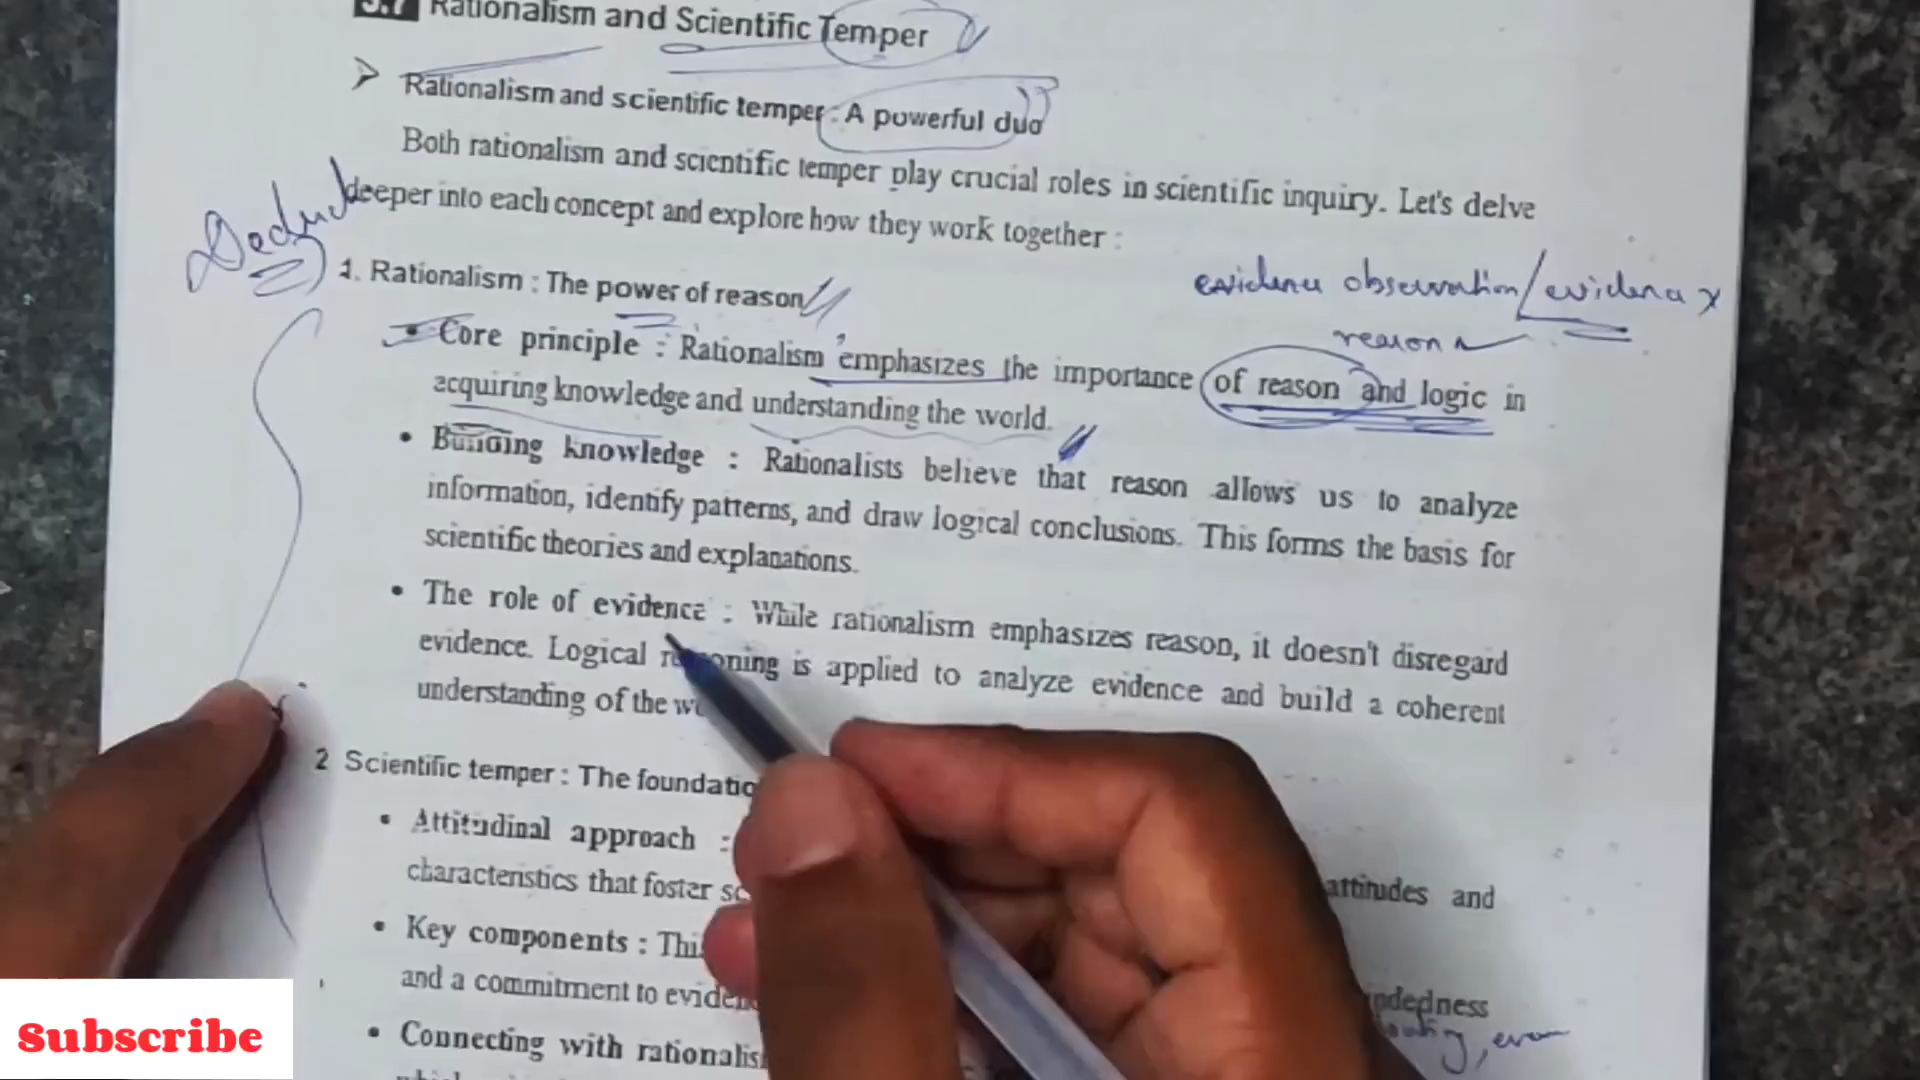 3.7 Rationalism and Scientific Temper
Rationalism and scientific temper : A powerful duo
Both rationalism and scientific temper play crucial roles in scientific inquiry. Let's delve
deeper into each concept and explore how they work together :
1. Rationalism : The power of reason
evidence observation/evidence x
reason
• Core principle : Rationalism emphasizes the importance of reason and logic in
acquiring knowledge and understanding the world.
• Building knowledge : Rationalists believe that reason allows us to analyze
information, identify patterns, and draw logical conclusions. This forms the basis for
scientific theories and explanations.
• The role of evidence : While rationalism emphasizes reason, it doesn't disregard
evidence. Logical reasoning is applied to analyze evidence and build a coherent
understanding of the
2 Scientific temper : The
• Attitudinal approach : attitudes and
characteristics that foster
• Key components :
and a commitment to
• Connecting with
Subscribe